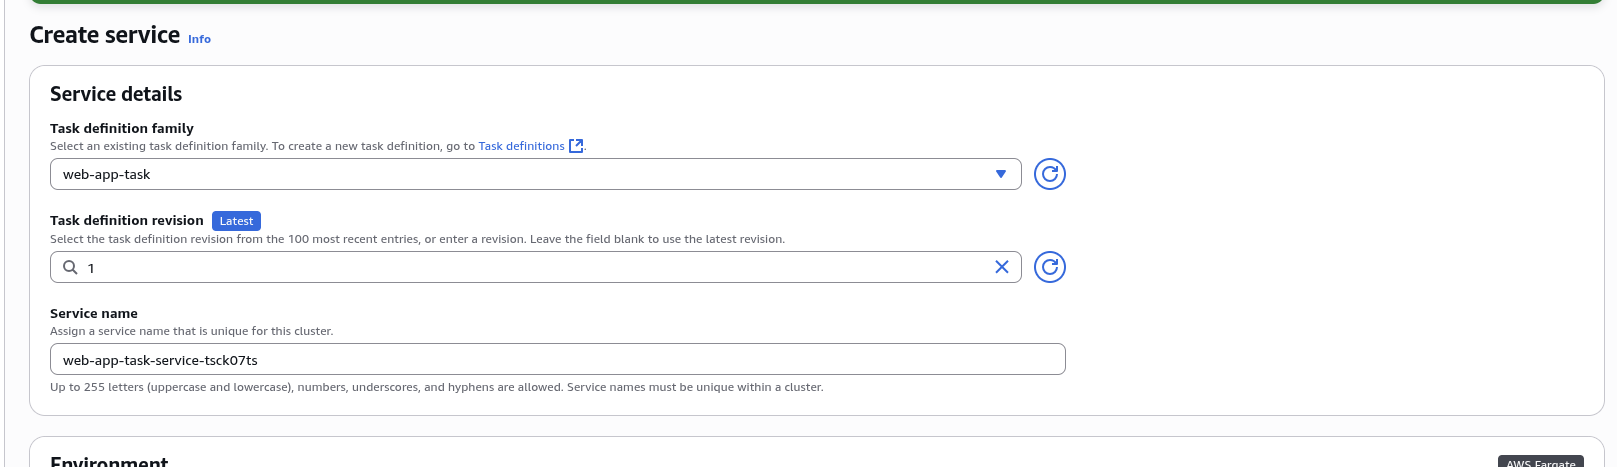 Create service Info
Service details
Task definition family
Select an existing task definition family. To create a new task definition, go to Task definitions.
web-app-task
Task definition revision Latest
Select the task definition revision from the 100 most recent entries, or enter a revision. Leave the field blank to use the latest revision.
1
Service name
Assign a service name that is unique for this cluster.
web-app-task-service-tsck07ts
Up to 255 letters (uppercase and lowercase), numbers, underscores, and hyphens are allowed. Service names must be unique within a cluster.
Environment AWS Fargate